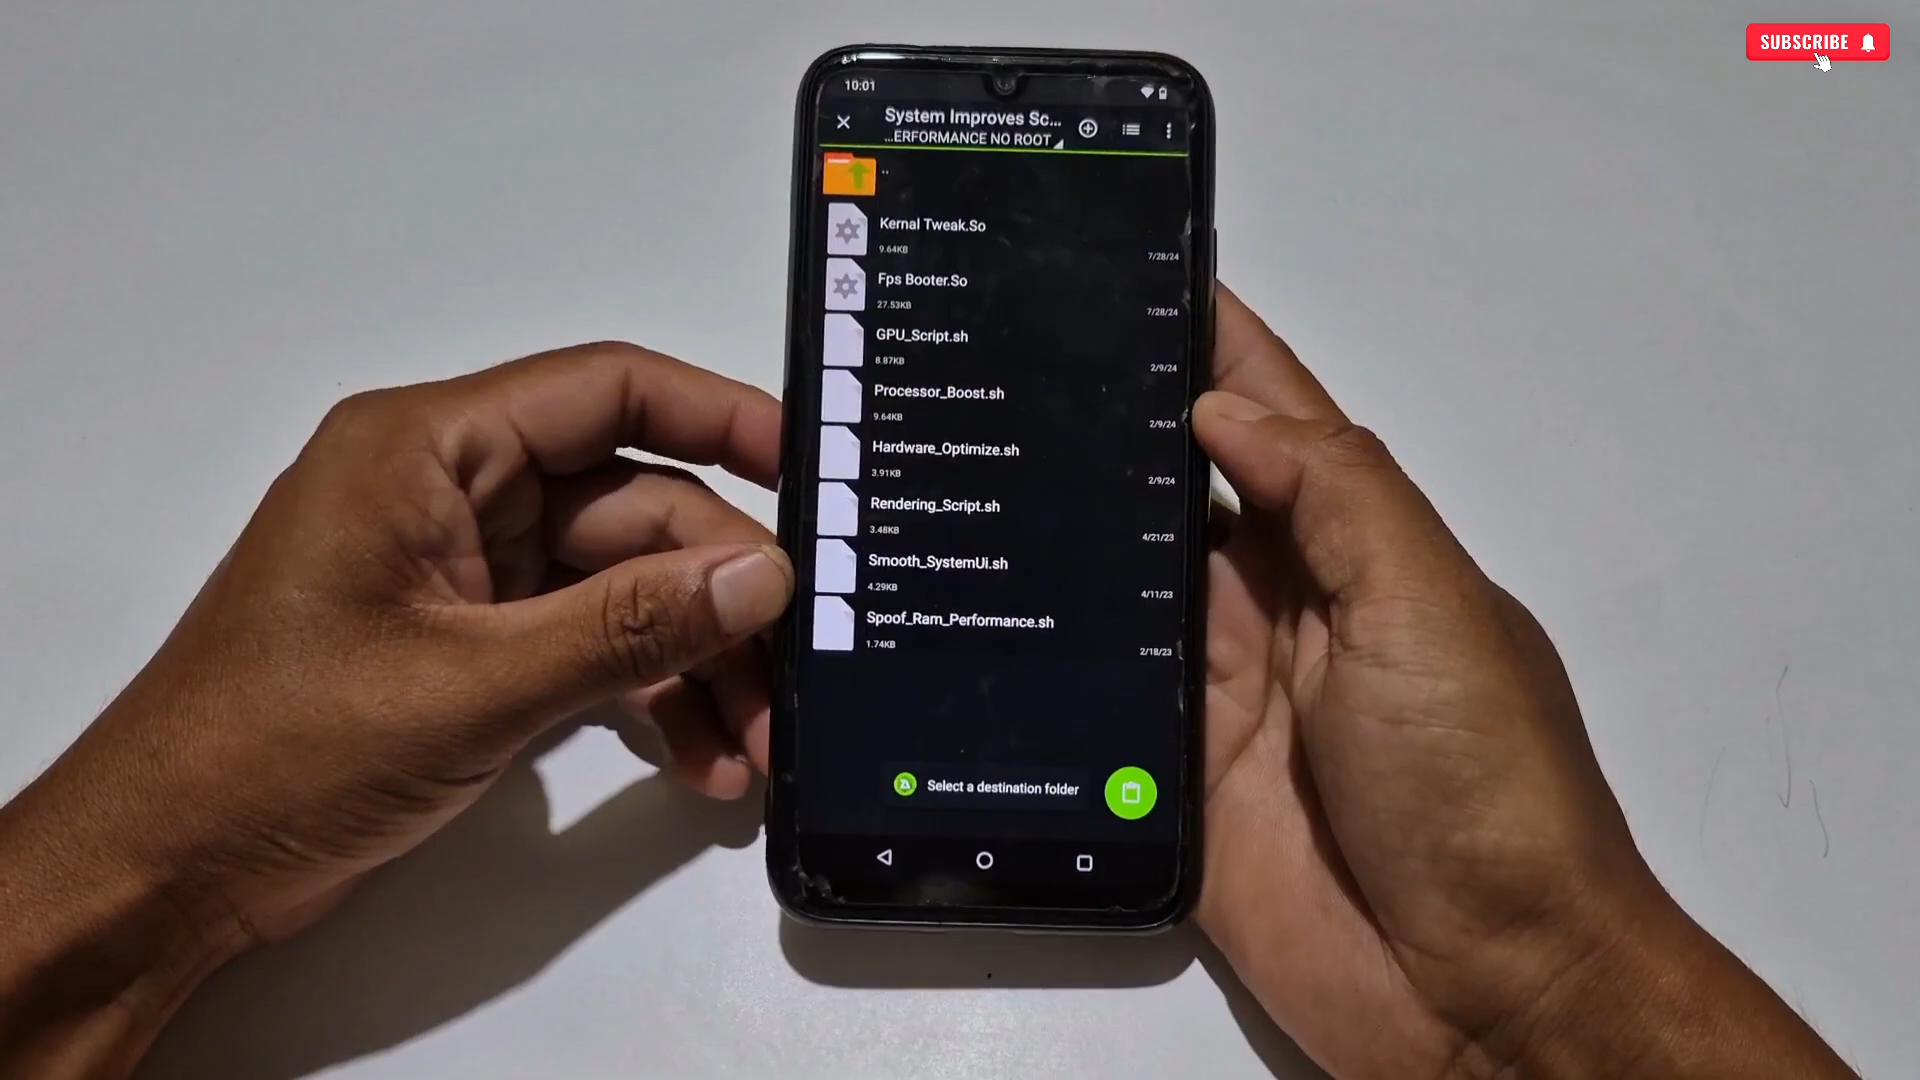 SUBSCRIBE
10:01
System Improves Sc...
...ERFORMANCE NO ROOT
..
Kernal Tweak.So
9.64KB
7/28/24
Fps Booter.So
27.53KB
7/28/24
GPU_Script.sh
8.87KB
2/9/24
Processor_Boost.sh
9.64KB
2/9/24
Hardware_Optimize.sh
3.91KB
2/9/24
Rendering_Script.sh
3.48KB
4/21/23
Smooth_SystemUi.sh
4.29KB
4/11/23
Spoof_Ram_Performance.sh
1.74KB
2/18/23
Select a destination folder